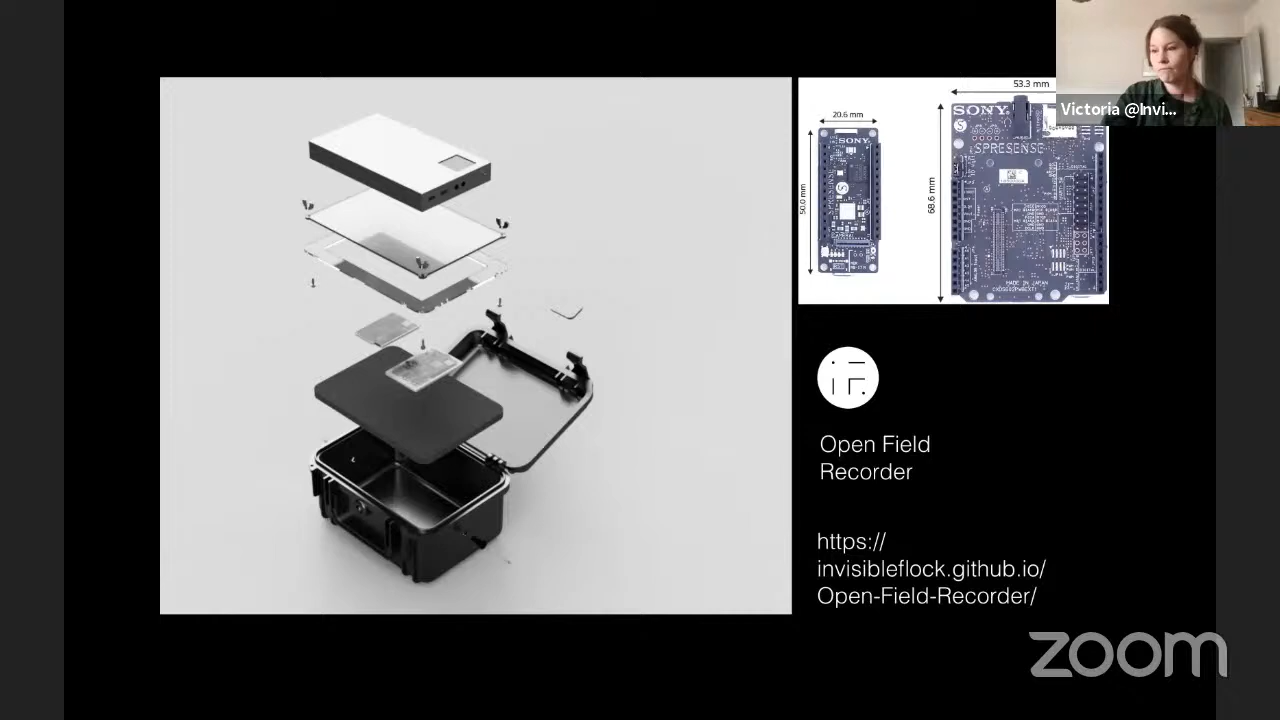 53.3 mm
Victoria @Invi...
20.6 mm
SONY
SONY
SPRESENSE
50.0 mm
68.6 mm
MADE IN JAPAN
Open Field
Recorder
https://
invisibleflock.github.io/
Open-Field-Recorder/
zoom